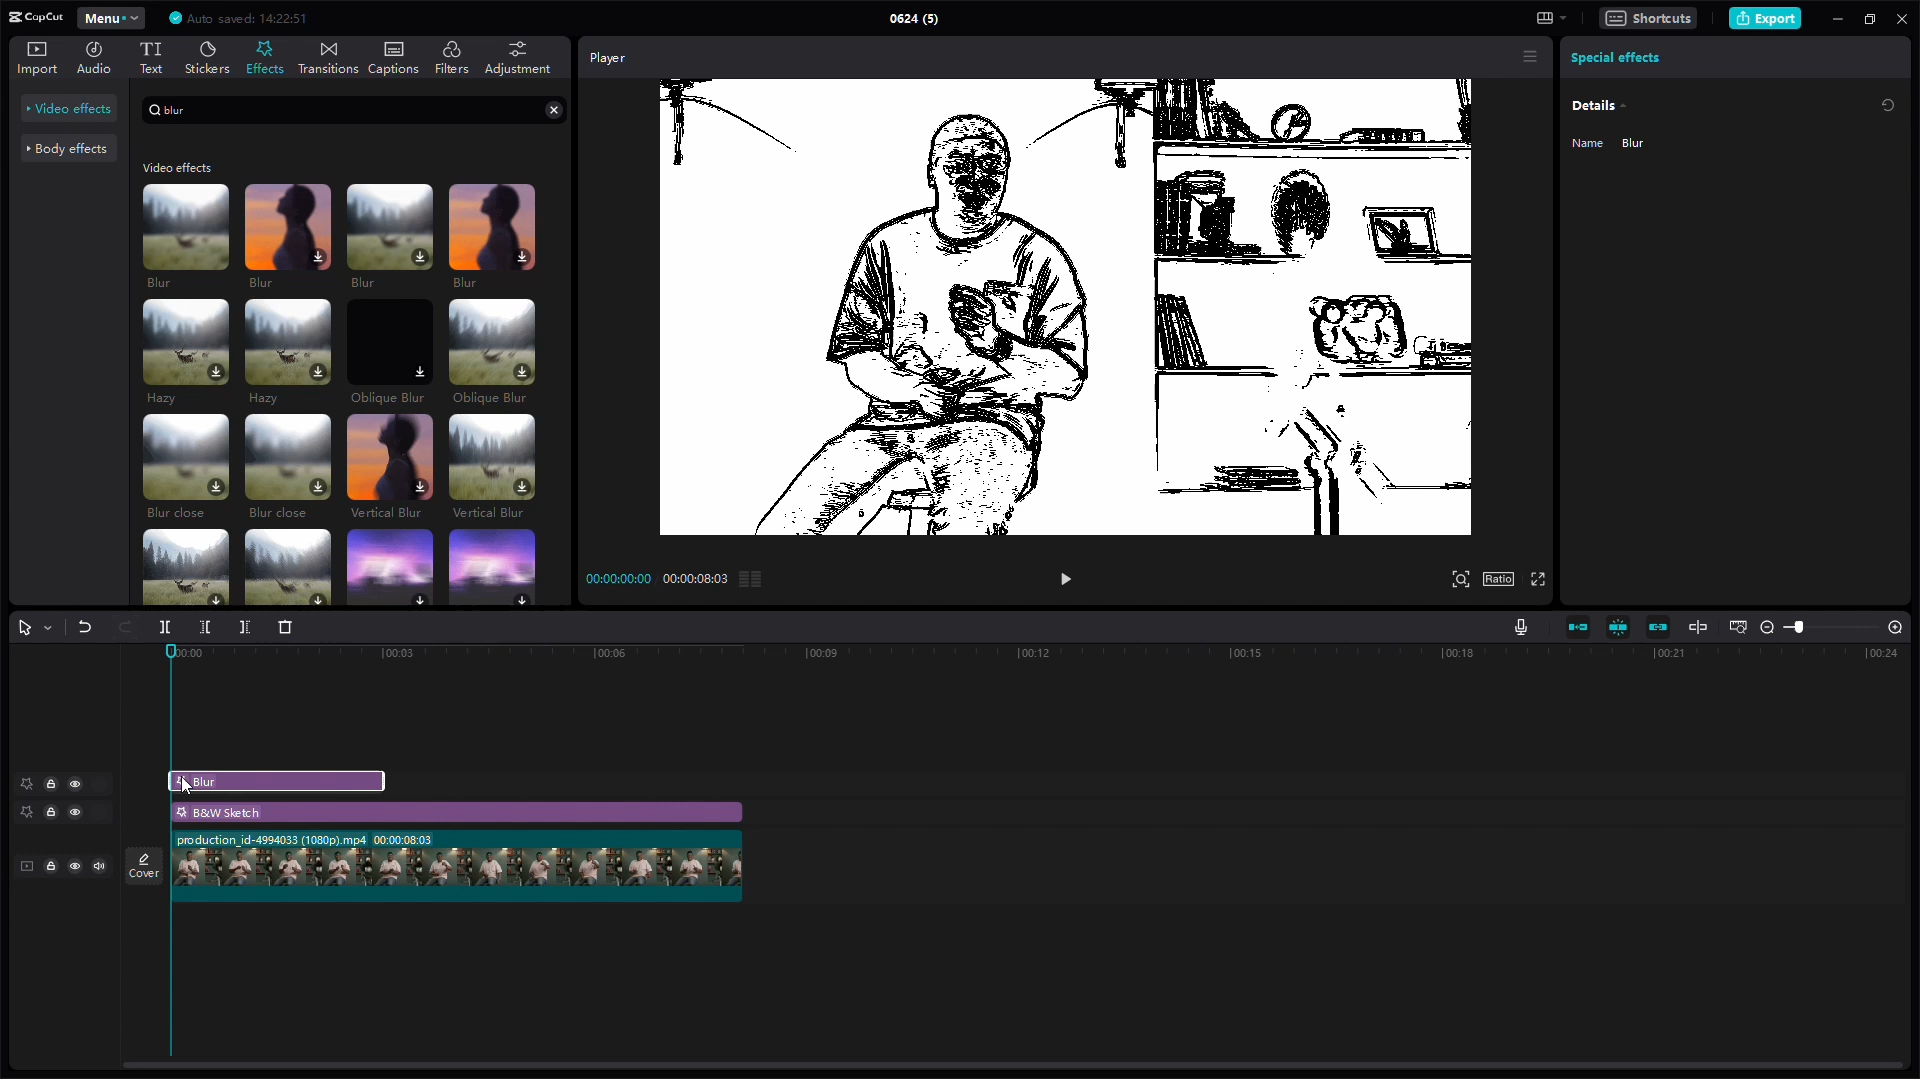 CapCut
Menu
Auto saved: 14:22:51
0624 (5)
Shortcuts
Export
Import
Audio
Text
Stickers
Effects
Transitions
Captions
Filters
Adjustment
Video effects
Body effects
blur
Video effects
Blur
Blur
Blur
Blur
Hazy
Hazy
Oblique Blur
Oblique Blur
Blur close
Blur close
Vertical Blur
Vertical Blur
Player
00:00:00:00
00:00:08:03
Ratio
Special effects
Details
Name
Blur
00:00
00:03
00:06
00:09
00:12
00:15
00:18
00:21
00:24
Blur
B&W Sketch
production_id-4994033 (1080p).mp4
00:00:08:03
Cover